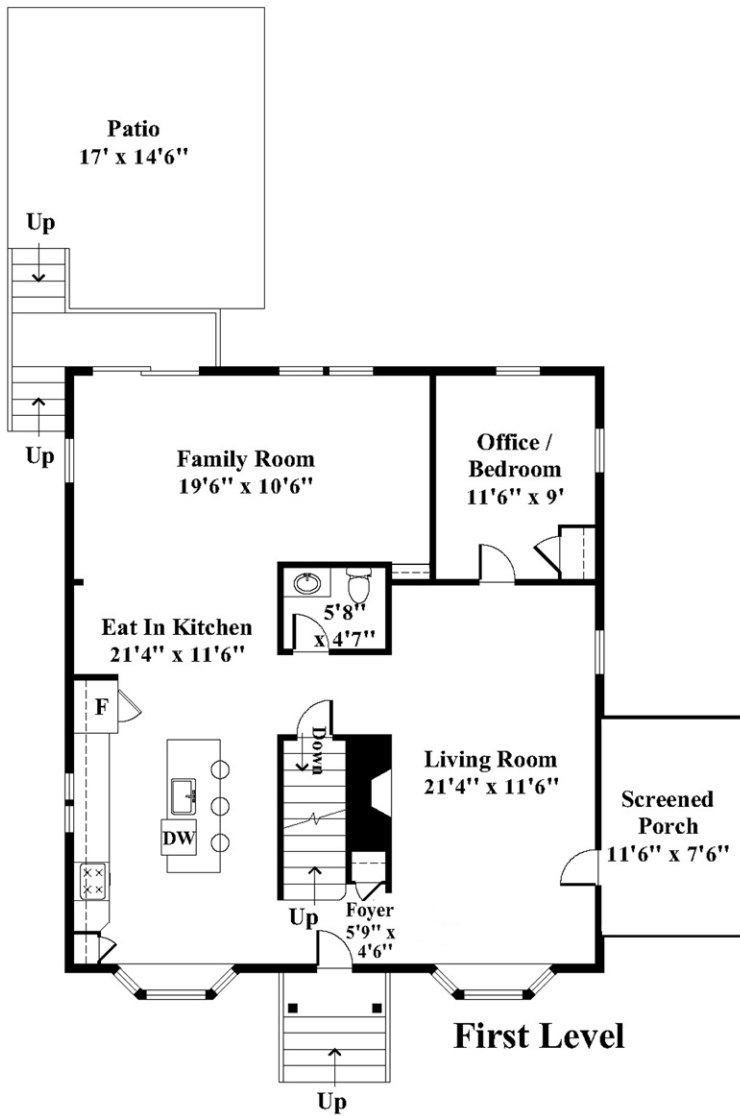 Patio
17' x 14'6"
Up
Up
Family Room
19'6" x 10'6"
Office /
Bedroom
11'6" x 9'
5'8"
x 4'7"
Eat In Kitchen
21'4" x 11'6"
F
Down
Living Room
21'4" x 11'6"
Screened
Porch
11'6" x 7'6"
DW
Up
Foyer
5'9" x
4'6"
First Level
Up